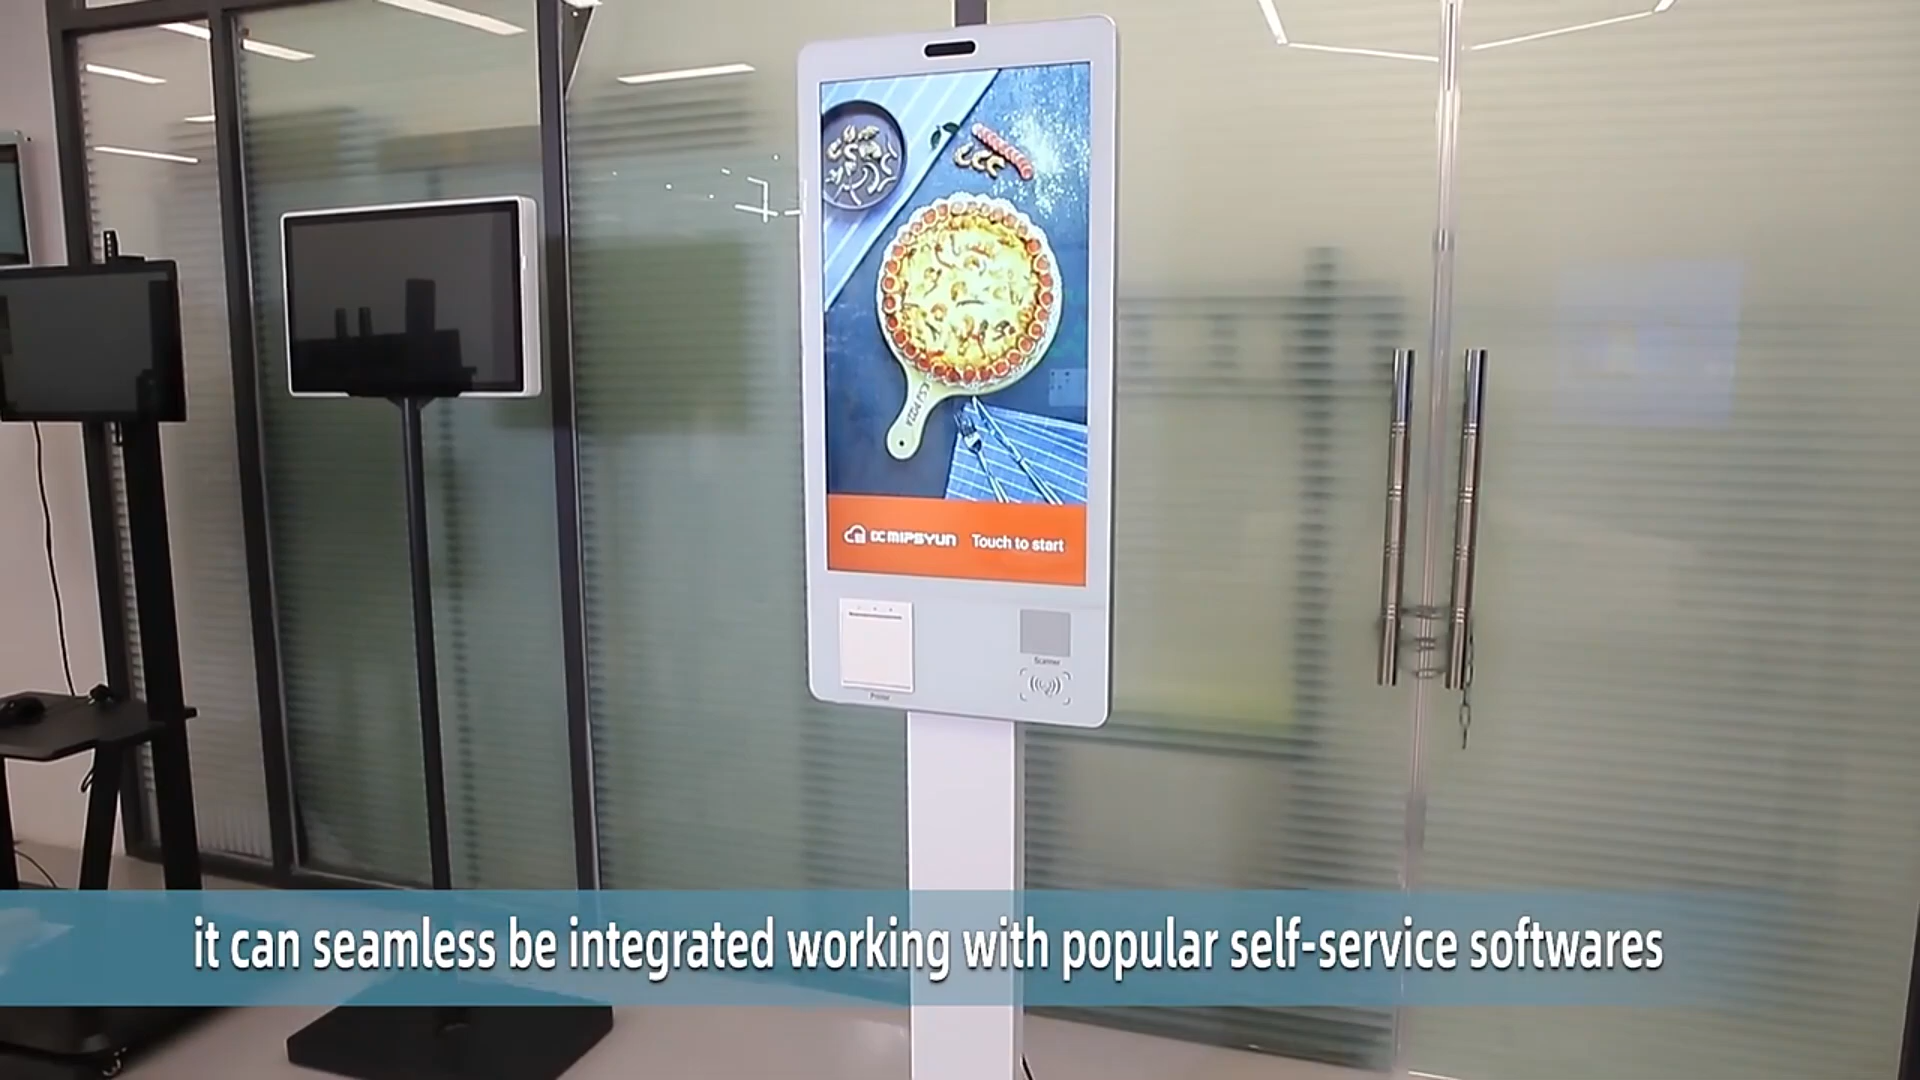 DCMIPSYUN Touch to start
Scanner
Printer
it can seamless be integrated working with popular self-service softwares